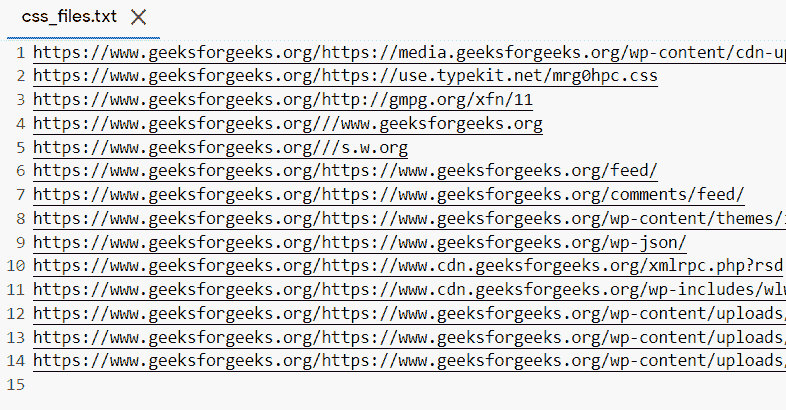 css_files.txt
1 https://www.geeksforgeeks.org/https://media.geeksforgeeks.org/wp-content/cdn-up
2 https://www.geeksforgeeks.org/https://use.typekit.net/mrg0hpc.css
3 https://www.geeksforgeeks.org/http://gmpg.org/xfn/11
4 https://www.geeksforgeeks.org///www.geeksforgeeks.org
5 https://www.geeksforgeeks.org///s.w.org
6 https://www.geeksforgeeks.org/https://www.geeksforgeeks.org/feed/
7 https://www.geeksforgeeks.org/https://www.geeksforgeeks.org/comments/feed/
8 https://www.geeksforgeeks.org/https://www.geeksforgeeks.org/wp-content/themes/i
9 https://www.geeksforgeeks.org/https://www.geeksforgeeks.org/wp-json/
10 https://www.geeksforgeeks.org/https://www.cdn.geeksforgeeks.org/xmlrpc.php?rsd
11 https://www.geeksforgeeks.org/https://www.cdn.geeksforgeeks.org/wp-includes/wlw
12 https://www.geeksforgeeks.org/https://www.geeksforgeeks.org/wp-content/uploads/
13 https://www.geeksforgeeks.org/https://www.geeksforgeeks.org/wp-content/uploads/
14 https://www.geeksforgeeks.org/https://www.geeksforgeeks.org/wp-content/uploads/
15